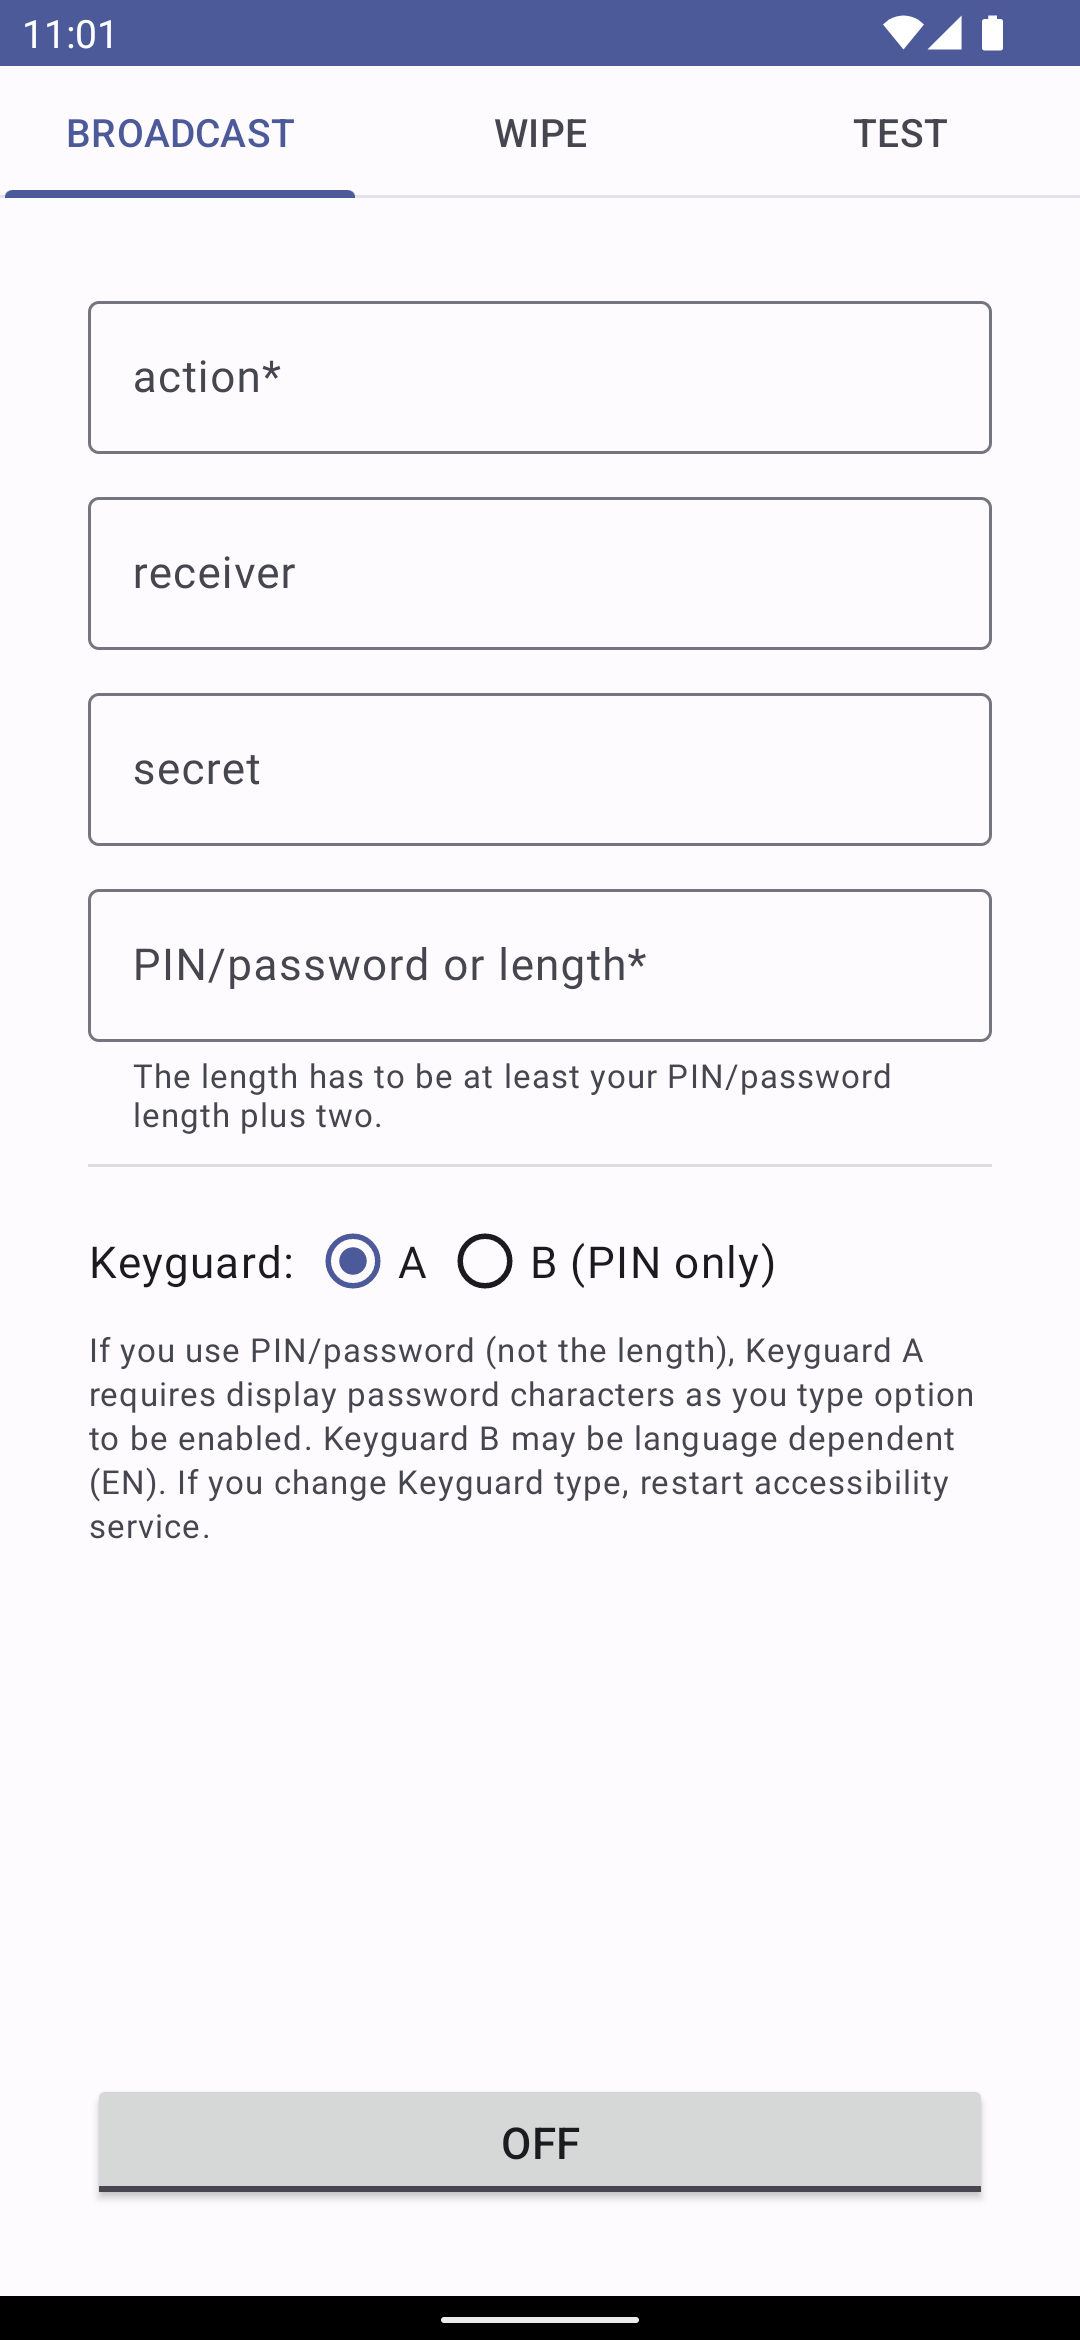 11:01
BROADCAST
WIPE
TEST
action*
receiver
secret
PIN/password or length*
The length has to be at least your PIN/password
length plus two.
Keyguard: A B (PIN only)
If you use PIN/password (not the length), Keyguard A
requires display password characters as you type option
to be enabled. Keyguard B may be language dependent
(EN). If you change Keyguard type, restart accessibility
service.
OFF